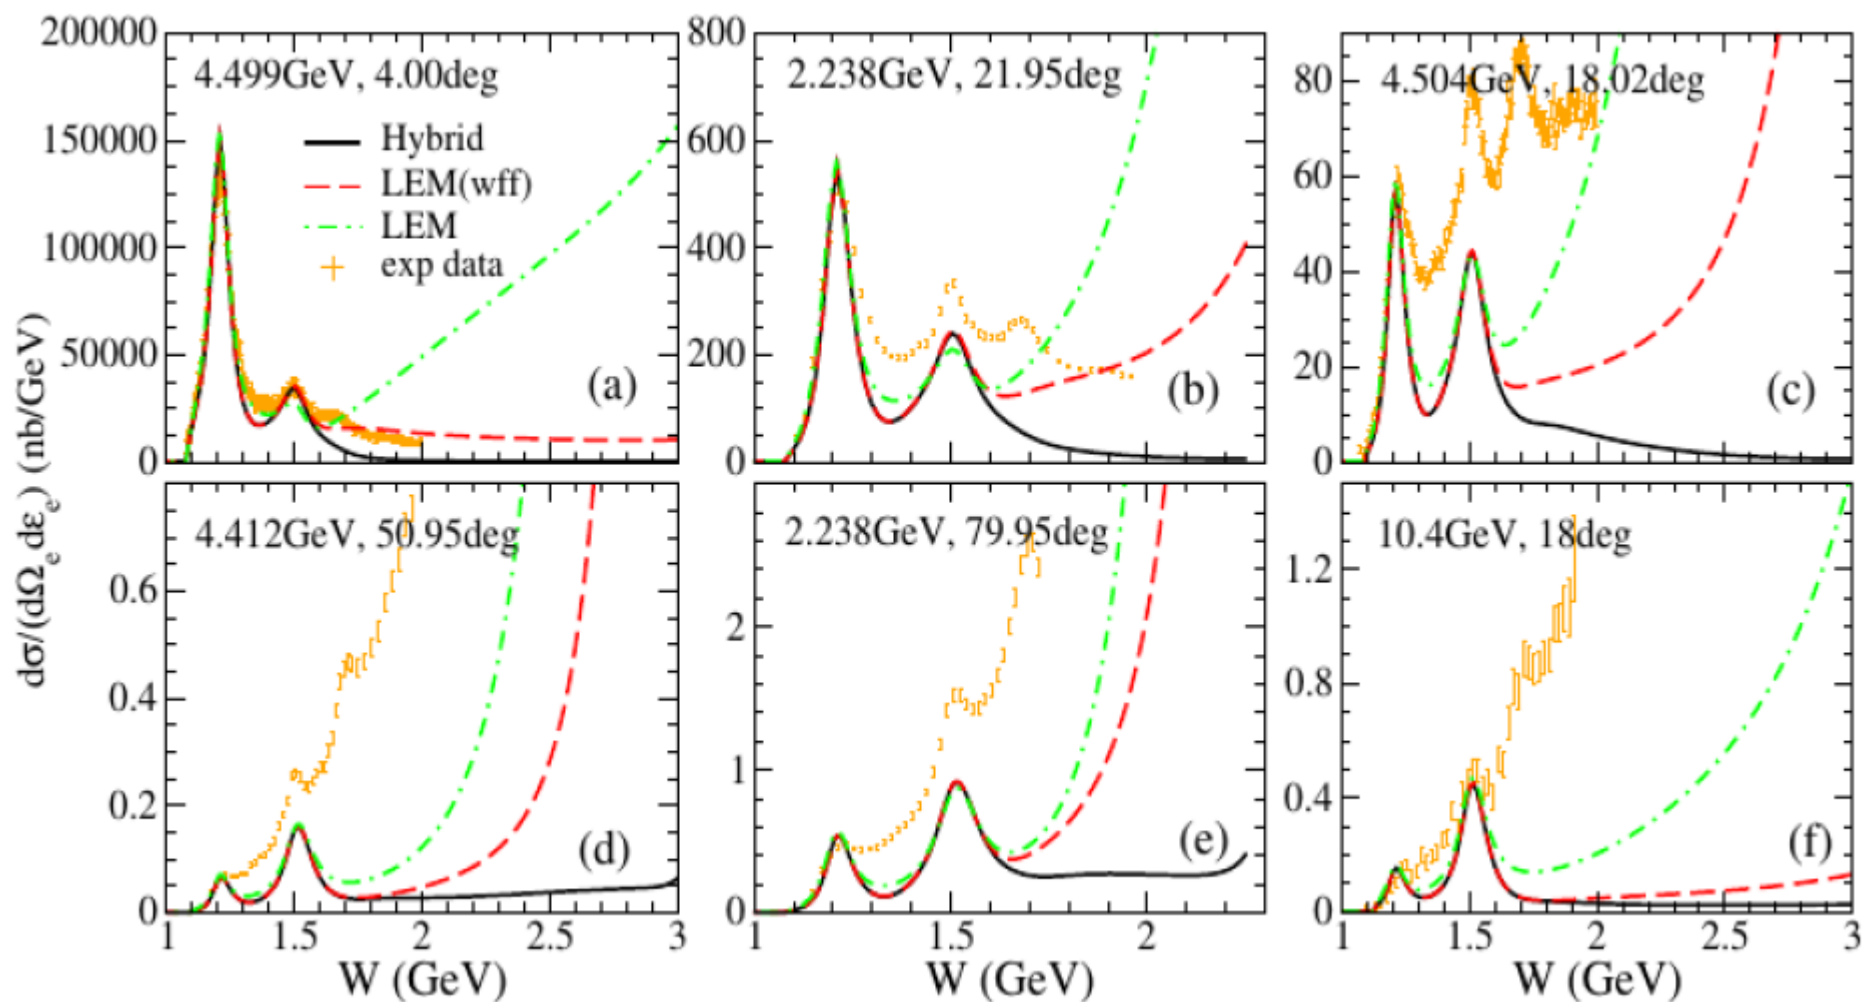 dσ/(dΩe dεe) (nb/GeV)
200000
150000
100000
50000
0
4.499GeV, 4.00deg
Hybrid
LEM(wff)
LEM
exp data
(a)
800
600
400
200
0
2.238GeV, 21.95deg
(b)
80
60
40
20
0
4.504GeV, 18.02deg
(c)
0.6
0.4
0.2
0
4.412GeV, 50.95deg
(d)
1 1.5 2 2.5 3
W (GeV)
2
1
0
2.238GeV, 79.95deg
(e)
1 1.5 2
W (GeV)
1.2
0.8
0.4
0
10.4GeV, 18deg
(f)
1 1.5 2 2.5 3
W (GeV)